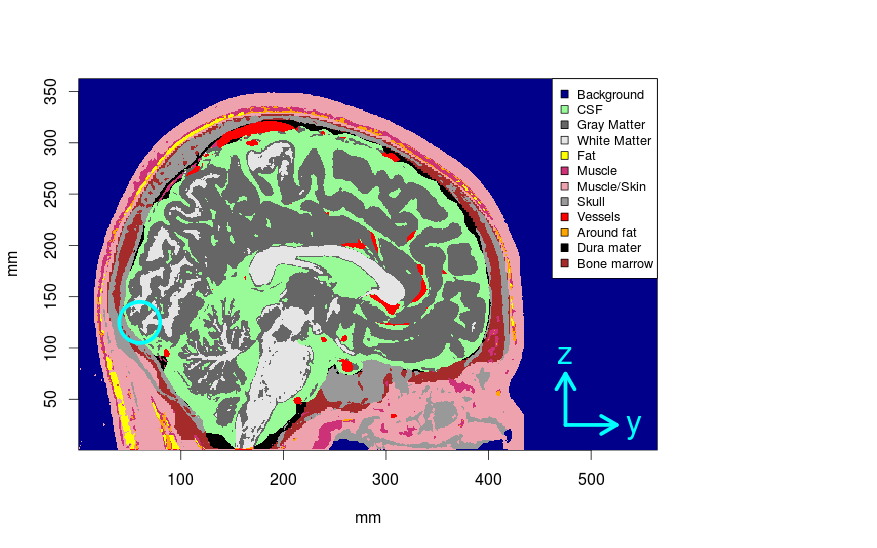 350
300
250
200
150
100
50
mm
100
200
300
400
500
mm
Background
CSF
Gray Matter
White Matter
Fat
Muscle
Muscle/Skin
Skull
Vessels
Around fat
Dura mater
Bone marrow
z
y